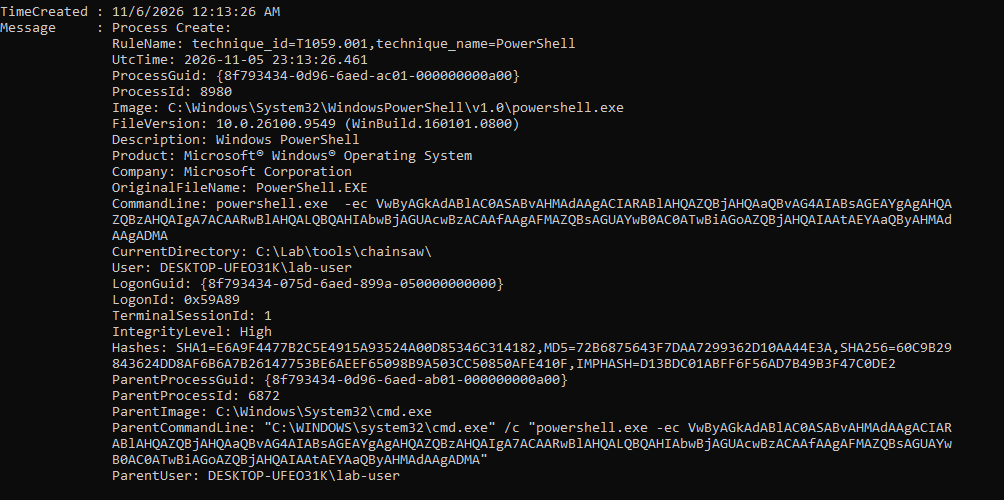 TimeCreated : 11/6/2026 12:13:26 AM
Message     : Process Create:
              RuleName: technique_id=T1059.001,technique_name=PowerShell
              UtcTime: 2026-11-05 23:13:26.461
              ProcessGuid: {8f793434-0d96-6aed-ac01-000000000a00}
              ProcessId: 8980
              Image: C:\Windows\System32\WindowsPowerShell\v1.0\powershell.exe
              FileVersion: 10.0.26100.9549 (WinBuild.160101.0800)
              Description: Windows PowerShell
              Product: Microsoft® Windows® Operating System
              Company: Microsoft Corporation
              OriginalFileName: PowerShell.EXE
              CommandLine: powershell.exe  -ec VwByAGkAdABlAC0ASABvAHMAdAAgACIARABlAHQAZQBjAHQAaQBvAG4AIABsAGEAYgAgAHQA
              ZQBzAHQAIgA7ACAARwBlAHQALQBQAHIAbwBjAGUAcwBzACAAfAAgAFMAZQBsAGUAYwB0AC0ATwBiAGoAZQBjAHQAIAAtAEYAaQByAHMAd
              AAgADMA
              CurrentDirectory: C:\Lab\tools\chainsaw\
              User: DESKTOP-UFEO31K\lab-user
              LogonGuid: {8f793434-075d-6aed-899a-050000000000}
              LogonId: 0x59A89
              TerminalSessionId: 1
              IntegrityLevel: High
              Hashes: SHA1=E6A9F4477B2C5E4915A93524A00D85346C314182,MD5=72B6875643F7DAA7299362D10AA44E3A,SHA256=60C9B29
              843624DD8AF6B6A7B26147753BE6AEEF65098B9A503CC50850AFE410F,IMPHASH=D13BDC01ABFF6F56AD7B49B3F47C0DE2
              ParentProcessGuid: {8f793434-0d96-6aed-ab01-000000000a00}
              ParentProcessId: 6872
              ParentImage: C:\Windows\System32\cmd.exe
              ParentCommandLine: "C:\WINDOWS\system32\cmd.exe" /c "powershell.exe -ec VwByAGkAdABlAC0ASABvAHMAdAAgACIAR
              ABlAHQAZQBjAHQAaQBvAG4AIABsAGEAYgAgAHQAZQBzAHQAIgA7ACAARwBlAHQALQBQAHIAbwBjAGUAcwBzACAAfAAgAFMAZQBsAGUAYw
              B0AC0ATwBiAGoAZQBjAHQAIAAtAEYAaQByAHMAdAAgADMA"
              ParentUser: DESKTOP-UFEO31K\lab-user